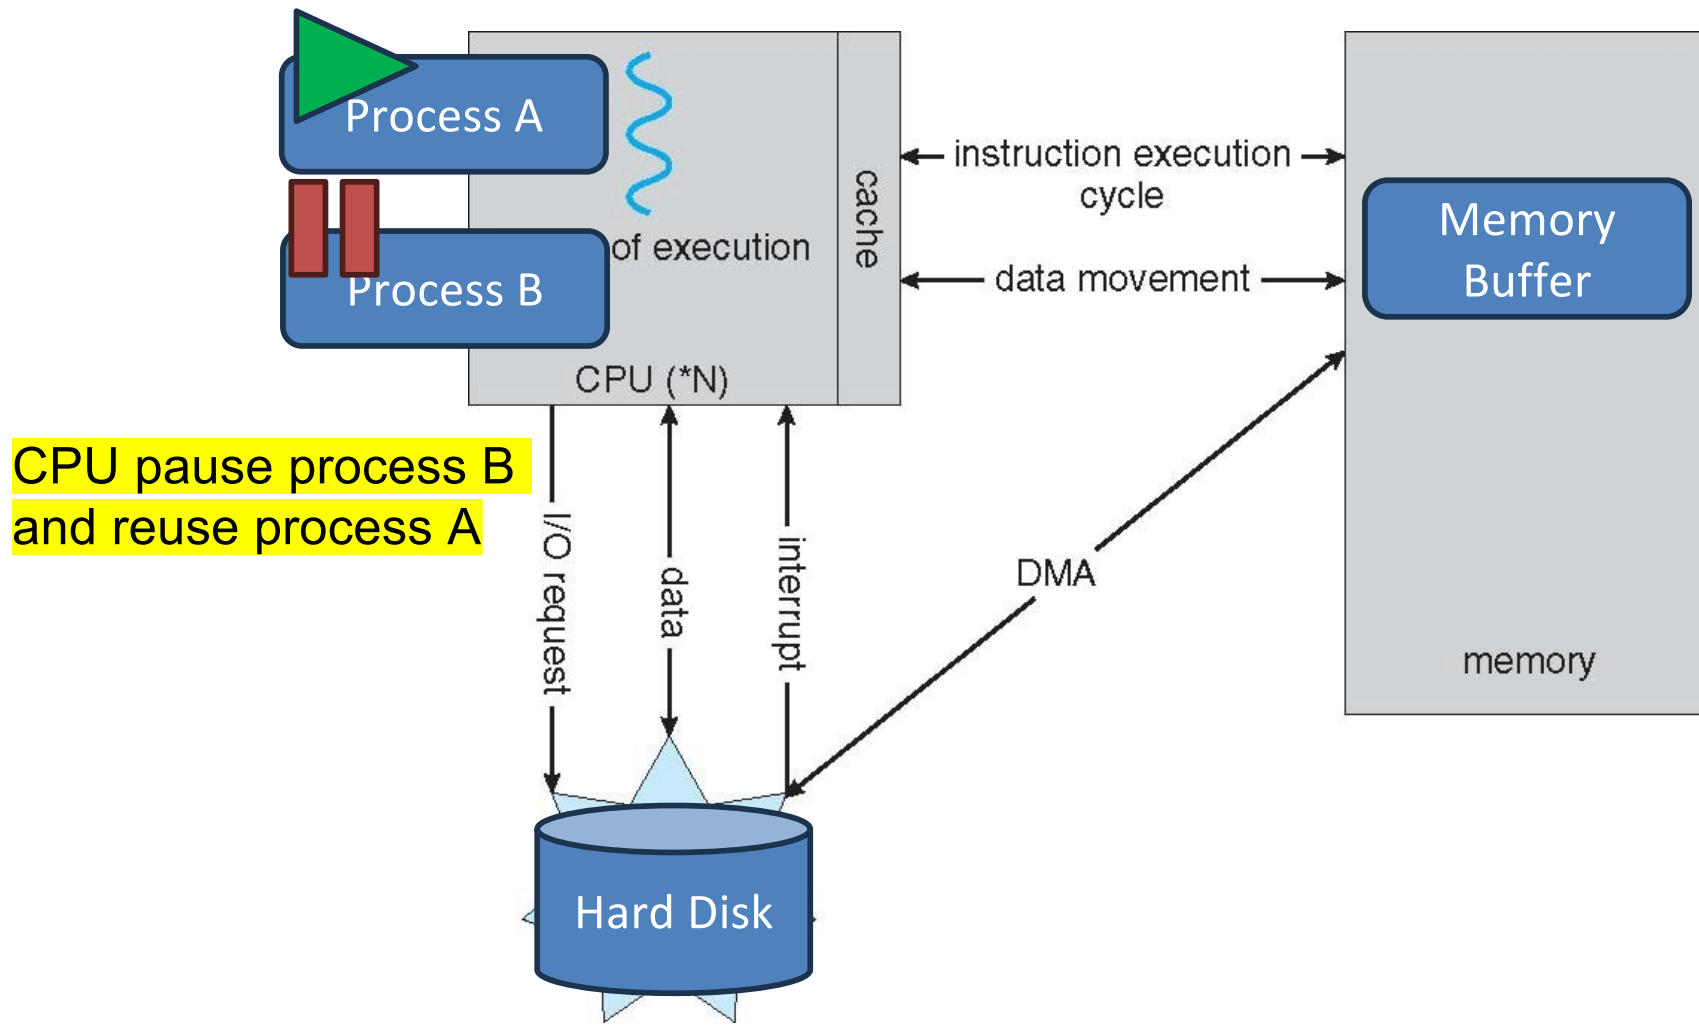 Process A
Process B
of execution
CPU (*N)
cache
instruction execution
cycle
data movement
Memory
Buffer
memory
CPU pause process B
and reuse process A
I/O request
data
interrupt
DMA
Hard Disk